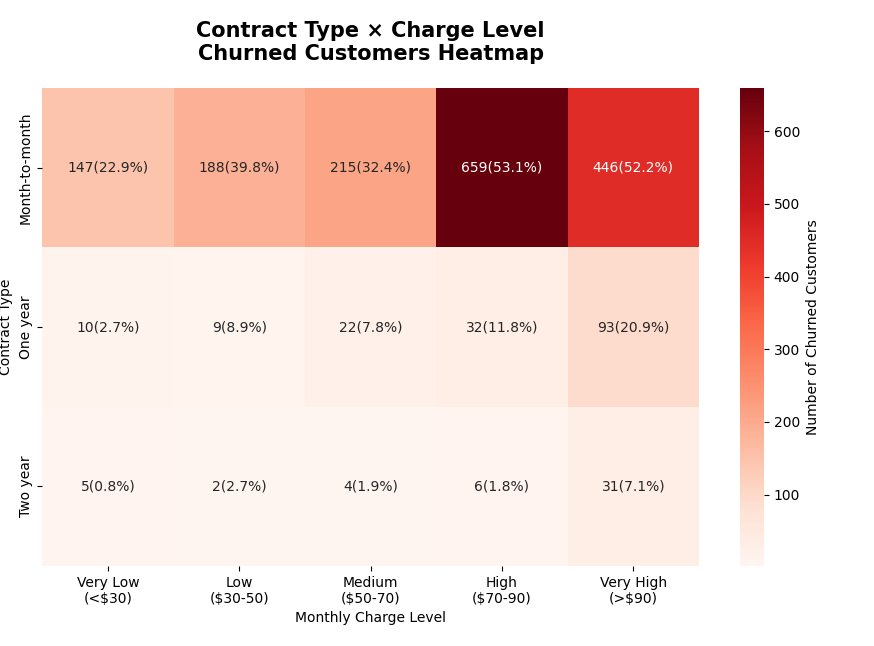 Contract Type × Charge Level
Churned Customers Heatmap
Contract Type
Month-to-month
147(22.9%) 188(39.8%) 215(32.4%) 659(53.1%) 446(52.2%)
One year
10(2.7%) 9(8.9%) 22(7.8%) 32(11.8%) 93(20.9%)
Two year
5(0.8%) 2(2.7%) 4(1.9%) 6(1.8%) 31(7.1%)
Very Low Low Medium High Very High
(<$30) ($30-50) ($50-70) ($70-90) (>$90)
Monthly Charge Level
600
500
400
300
200
100
Number of Churned Customers